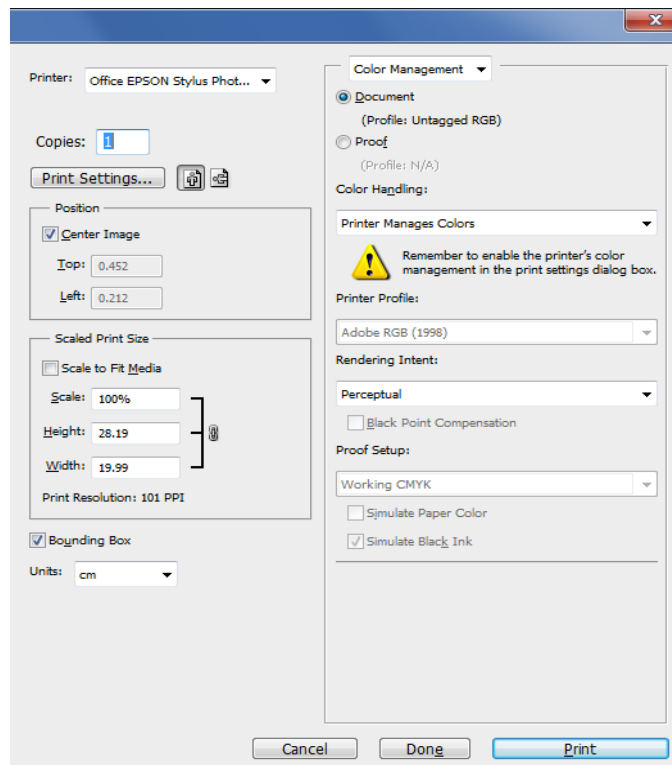 Printer: Office EPSON Stylus Phot...
Copies: 1
Print Settings...
Position
Center Image
Top: 0.452
Left: 0.212
Scaled Print Size
Scale to Fit Media
Scale: 100%
Height: 28.19
Width: 19.99
Print Resolution: 101 PPI
Bounding Box
Units: cm
Color Management
Document
(Profile: Untagged RGB)
Proof
(Profile: N/A)
Color Handling:
Printer Manages Colors
Remember to enable the printer's color
management in the print settings dialog box.
Printer Profile:
Adobe RGB (1998)
Rendering Intent:
Perceptual
Black Point Compensation
Proof Setup:
Working CMYK
Simulate Paper Color
Simulate Black Ink
Cancel
Done
Print